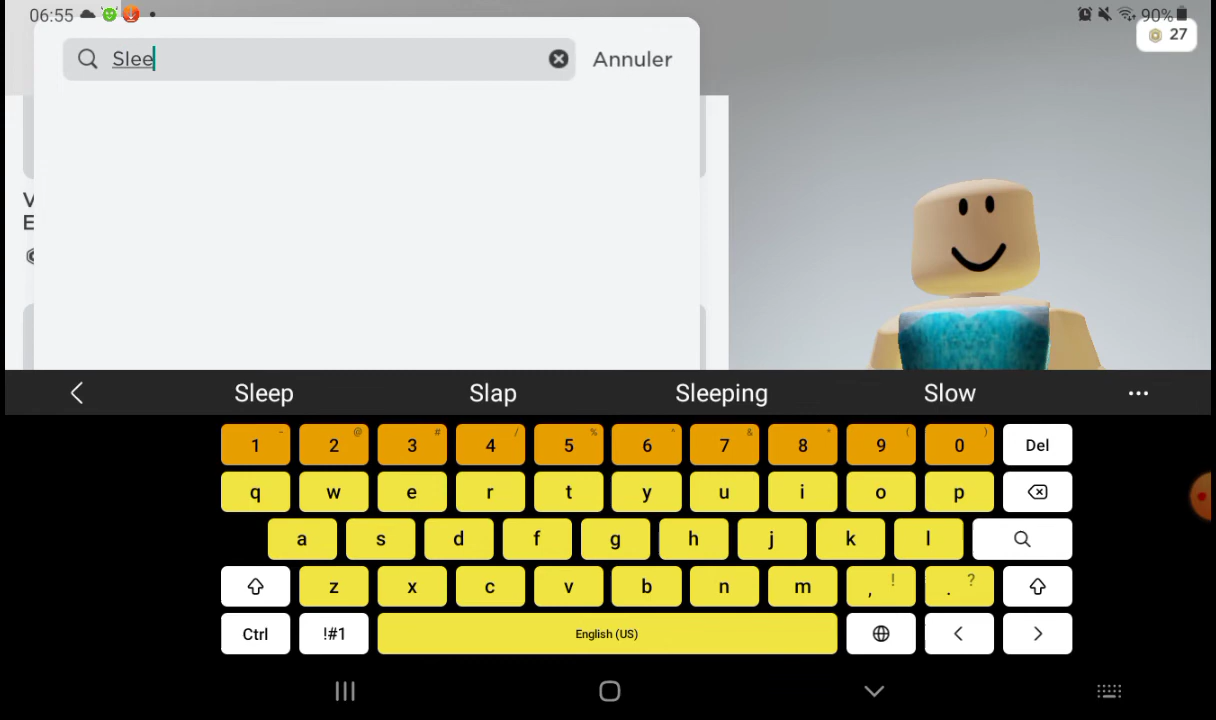 06:55
90%
27
Slee
Annuler
V
E
Sleep Slap Sleeping Slow ...
1 - 2 @ 3 # 4 / 5 % 6 ^ 7 & 8 * 9 ( 0 ) Del
q w e r t y u i o p
a s d f g h j k l
z x c v b n m , ! . ?
Ctrl !#1 English (US) < >